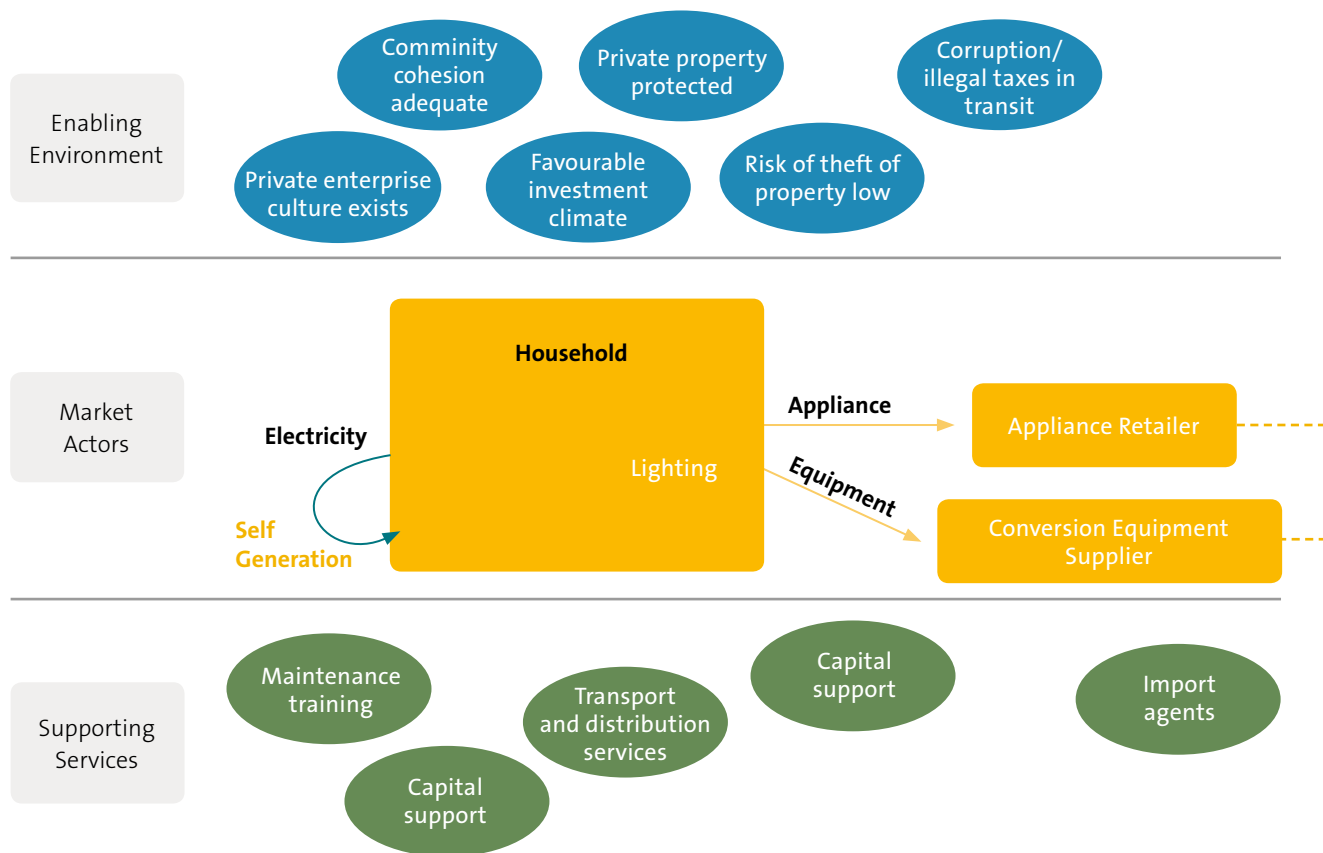 Enabling
Environment
Comminity
cohesion
adequate
Private property
protected
Corruption/
illegal taxes in
transit
Private enterprise
culture exists
Favourable
investment
climate
Risk of theft of
property low
Market
Actors
Household
Electricity
Self
Generation
Lighting
Appliance
Equipment
Appliance Retailer
Conversion Equipment
Supplier
Supporting
Services
Maintenance
training
Capital
support
Transport
and distribution
services
Capital
support
Import
agents